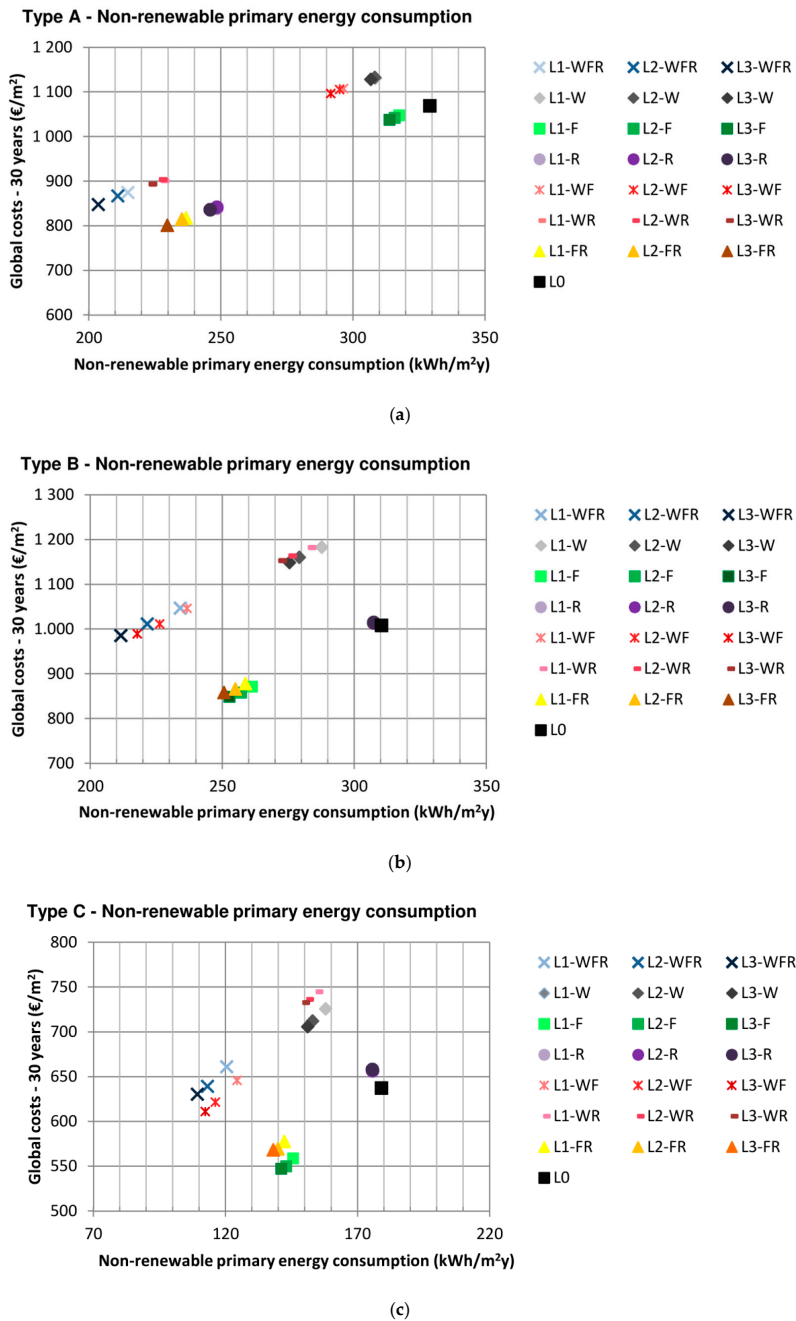 Type A - Non-renewable primary energy consumption
1 200
1 100
1 000
900
800
700
600
Global costs - 30 years (€/m²)
200
250
300
350
Non-renewable primary energy consumption (kWh/m²y)
L1-WFR L2-WFR L3-WFR
L1-W L2-W L3-W
L1-F L2-F L3-F
L1-R L2-R L3-R
L1-WF L2-WF L3-WF
L1-WR L2-WR L3-WR
L1-FR L2-FR L3-FR
L0
(a)
Type B - Non-renewable primary energy consumption
1 300
1 200
1 100
1 000
900
800
700
Global costs - 30 years (€/m²)
200
250
300
350
Non-renewable primary energy consumption (kWh/m²y)
L1-WFR L2-WFR L3-WFR
L1-W L2-W L3-W
L1-F L2-F L3-F
L1-R L2-R L3-R
L1-WF L2-WF L3-WF
L1-WR L2-WR L3-WR
L1-FR L2-FR L3-FR
L0
(b)
Type C - Non-renewable primary energy consumption
800
750
700
650
600
550
500
Global costs - 30 years (€/m²)
70
120
170
220
Non-renewable primary energy consumption (kWh/m²y)
L1-WFR L2-WFR L3-WFR
L1-W L2-W L3-W
L1-F L2-F L3-F
L1-R L2-R L3-R
L1-WF L2-WF L3-WF
L1-WR L2-WR L3-WR
L1-FR L2-FR L3-FR
L0
(c)